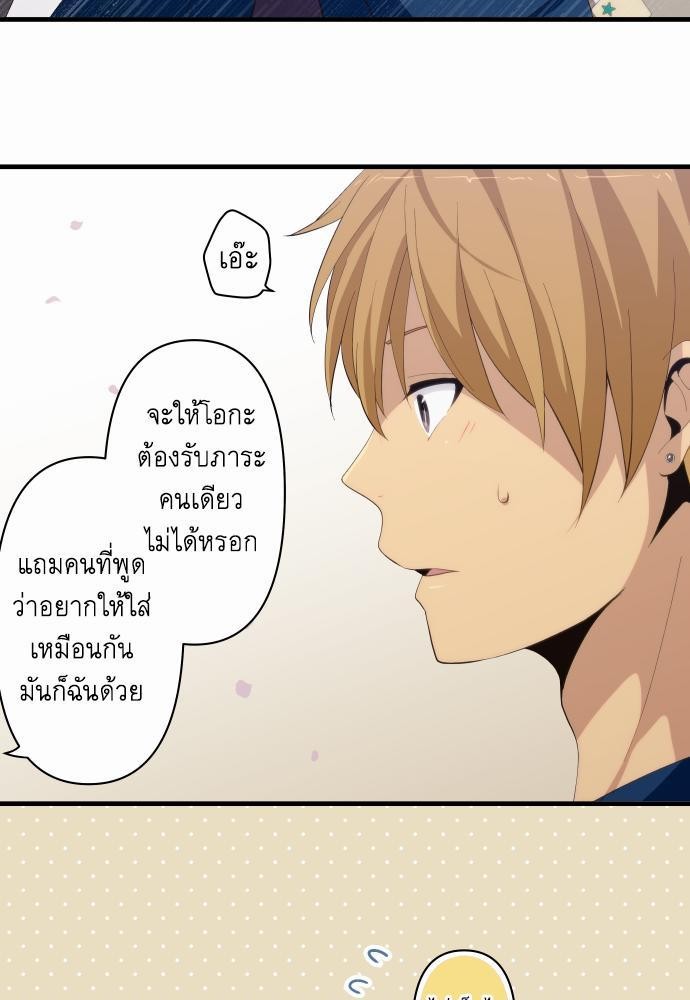 เอ๊ะ
จะให้โอกะ
ต้องรับภาระ
คนเดียว
ไม่ได้หรอก
แถมคนที่พูด
ว่าอยากให้ใส่
เหมือนกัน
มันก็ฉันด้วย